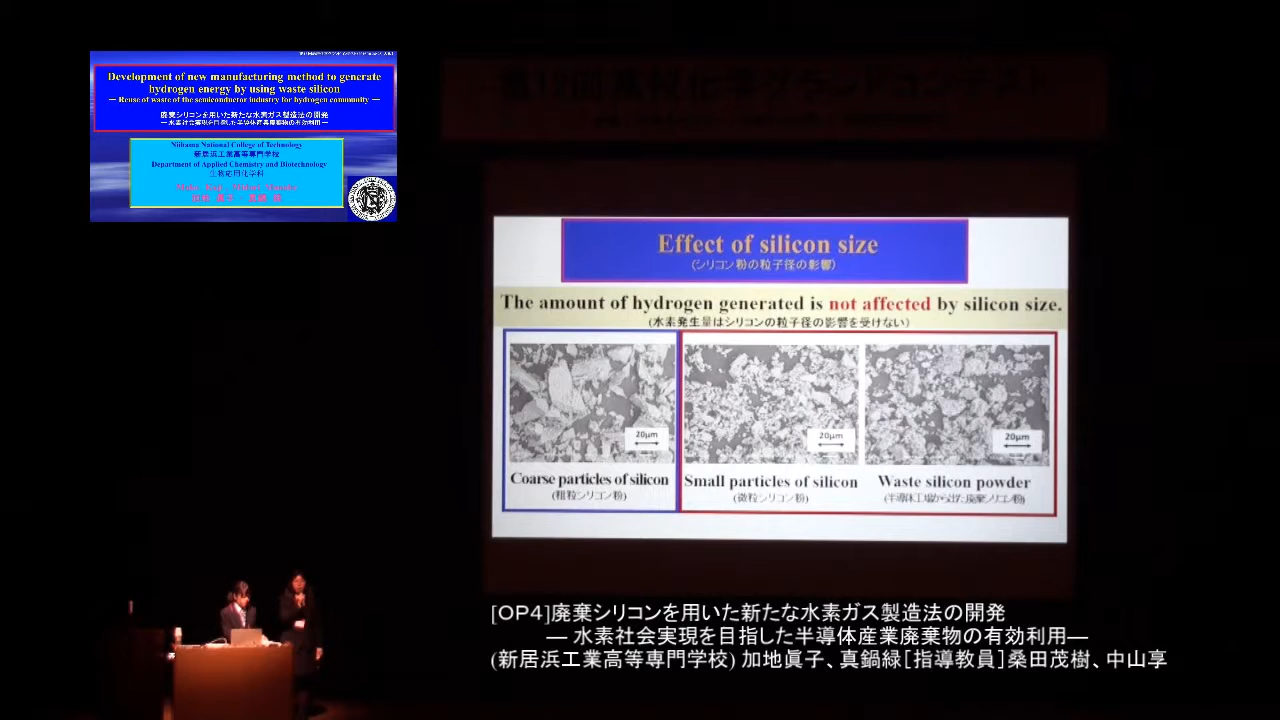 Development of new manufacturing method to generate
hydrogen energy by using waste silicon
— Reuse of waste of the semiconductor industry for hydrogen community —
廃棄シリコンを用いた新たな水素ガス製造法の開発
— 水素社会実現を目指した半導体産業廃棄物の有効利用 —
Niihama National College of Technology
新居浜工業高等専門学校
Department of Applied Chemistry and Biotechnology
生物応用化学科
Effect of silicon size
(シリコン粉の粒子径の影響)
The amount of hydrogen generated is not affected by silicon size.
(水素発生量はシリコンの粒子径の影響を受けない)
20μm
20μm
20μm
Coarse particles of silicon
(粗粒シリコン粉)
Small particles of silicon
(微粒シリコン粉)
Waste silicon powder
(半導体工場から出た廃棄シリコン粉)
[OP4]廃棄シリコンを用いた新たな水素ガス製造法の開発
― 水素社会実現を目指した半導体産業廃棄物の有効利用―
(新居浜工業高等専門学校) 加地眞子、真鍋緑[指導教員]桑田茂樹、中山享